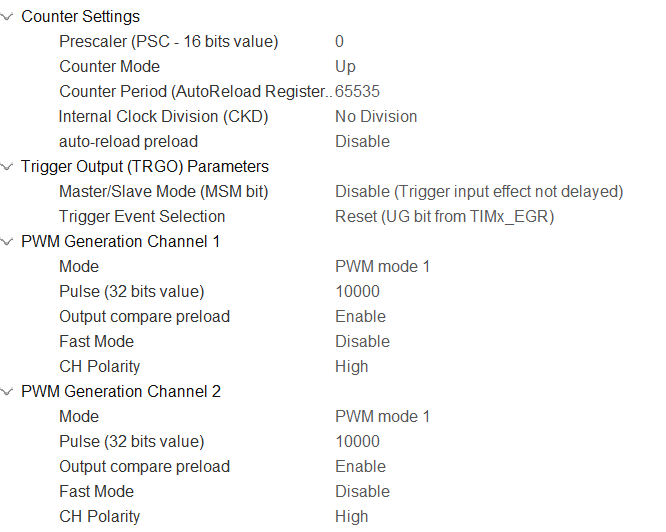 Counter Settings
Prescaler (PSC - 16 bits value) 0
Counter Mode Up
Counter Period (AutoReload Register... 65535
Internal Clock Division (CKD) No Division
auto-reload preload Disable
Trigger Output (TRGO) Parameters
Master/Slave Mode (MSM bit) Disable (Trigger input effect not delayed)
Trigger Event Selection Reset (UG bit from TIMx_EGR)
PWM Generation Channel 1
Mode PWM mode 1
Pulse (32 bits value) 10000
Output compare preload Enable
Fast Mode Disable
CH Polarity High
PWM Generation Channel 2
Mode PWM mode 1
Pulse (32 bits value) 10000
Output compare preload Enable
Fast Mode Disable
CH Polarity High